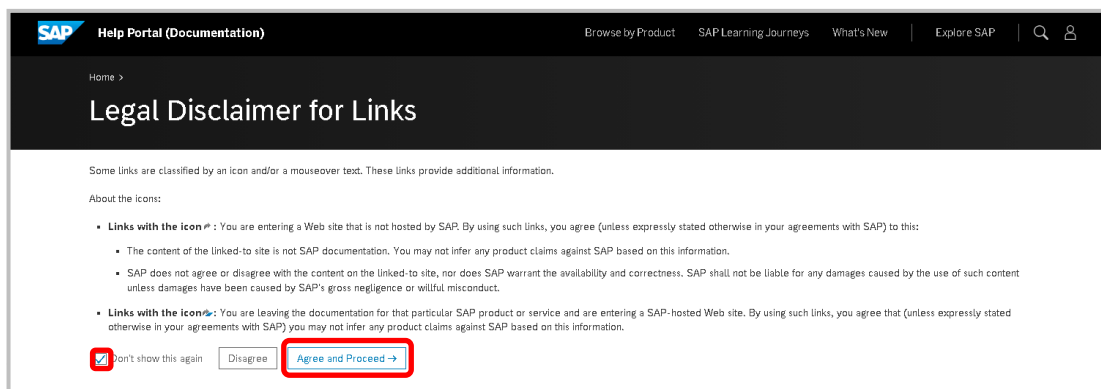 SAP Help Portal (Documentation) Browse by Product SAP Learning Journeys What's New Explore SAP
Home >
Legal Disclaimer for Links
Some links are classified by an icon and/or a mouseover text. These links provide additional information.
About the icons:
Links with the icon : You are entering a Web site that is not hosted by SAP. By using such links, you agree (unless expressly stated otherwise in your agreements with SAP) to this:
The content of the linked-to site is not SAP documentation. You may not infer any product claims against SAP based on this information.
SAP does not agree or disagree with the content on the linked-to site, nor does SAP warrant the availability and correctness. SAP shall not be liable for any damages caused by the use of such content
unless damages have been caused by SAP's gross negligence or willful misconduct.
Links with the icon : You are leaving the documentation for that particular SAP product or service and are entering a SAP-hosted Web site. By using such links, you agree that (unless expressly stated
otherwise in your agreements with SAP) you may not infer any product claims against SAP based on this information.
Don't show this again Disagree Agree and Proceed →